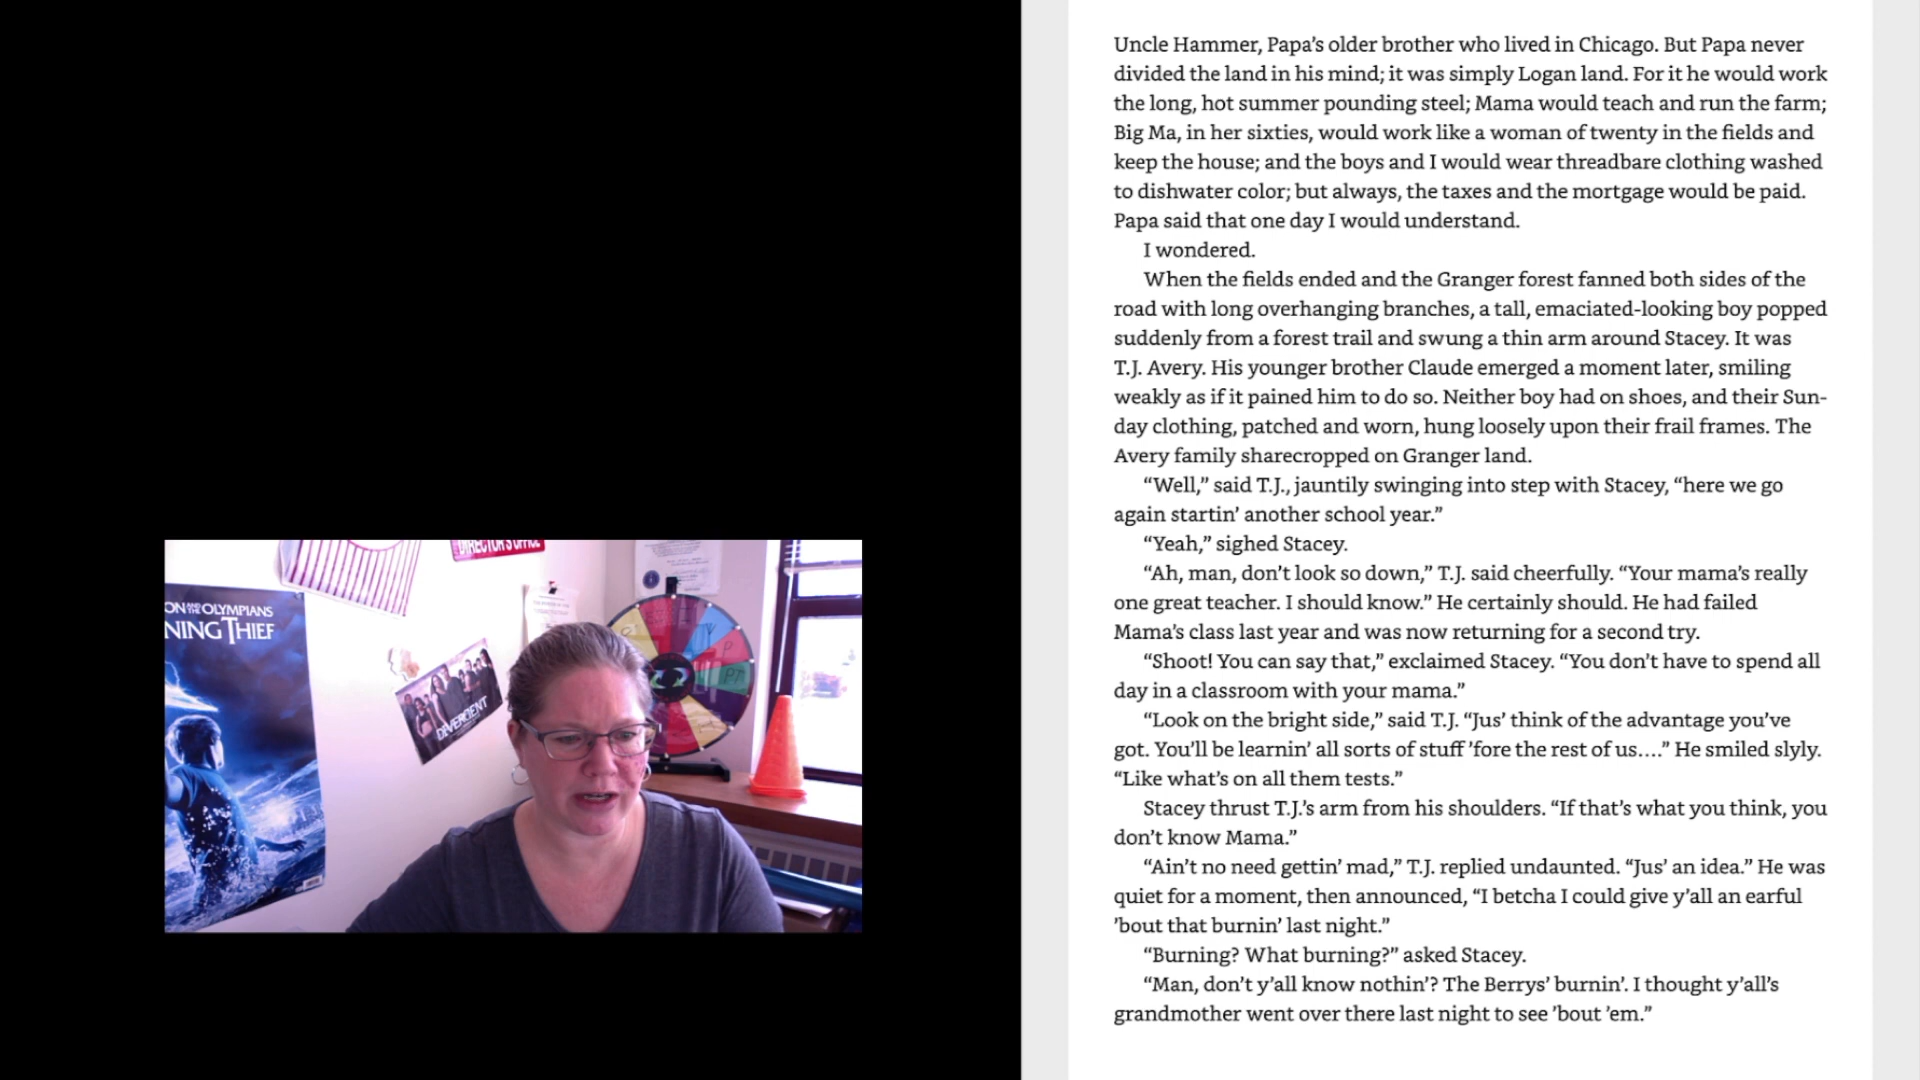 Uncle Hammer, Papa’s older brother who lived in Chicago. But Papa never
divided the land in his mind; it was simply Logan land. For it he would work
the long, hot summer pounding steel; Mama would teach and run the farm;
Big Ma, in her sixties, would work like a woman of twenty in the fields and
keep the house; and the boys and I would wear threadbare clothing washed
to dishwater color; but always, the taxes and the mortgage would be paid.
Papa said that one day I would understand.
I wondered.
When the fields ended and the Granger forest fanned both sides of the
road with long overhanging branches, a tall, emaciated-looking boy popped
suddenly from a forest trail and swung a thin arm around Stacey. It was
T.J. Avery. His younger brother Claude emerged a moment later, smiling
weakly as if it pained him to do so. Neither boy had on shoes, and their Sun-
day clothing, patched and worn, hung loosely upon their frail frames. The
Avery family sharecropped on Granger land.
“Well,” said T.J., jauntily swinging into step with Stacey, “here we go
again startin’ another school year.”
“Yeah,” sighed Stacey.
“Ah, man, don’t look so down,” T.J. said cheerfully. “Your mama’s really
one great teacher. I should know.” He certainly should. He had failed
Mama’s class last year and was now returning for a second try.
“Shoot! You can say that,” exclaimed Stacey. “You don’t have to spend all
day in a classroom with your mama.”
“Look on the bright side,” said T.J. “Jus’ think of the advantage you’ve
got. You’ll be learnin’ all sorts of stuff ’fore the rest of us….” He smiled slyly.
“Like what’s on all them tests.”
Stacey thrust T.J.’s arm from his shoulders. “If that’s what you think, you
don’t know Mama.”
“Ain’t no need gettin’ mad,” T.J. replied undaunted. “Jus’ an idea.” He was
quiet for a moment, then announced, “I betcha I could give y’all an earful
’bout that burnin’ last night.”
“Burning? What burning?” asked Stacey.
“Man, don’t y’all know nothin’? The Berrys’ burnin’. I thought y’all’s
grandmother went over there last night to see ’bout ’em.”
DIRECTOR'S OFFICE
ON AND THE OLYMPIANS
NING THIEF
DIVERGENT
P
PT